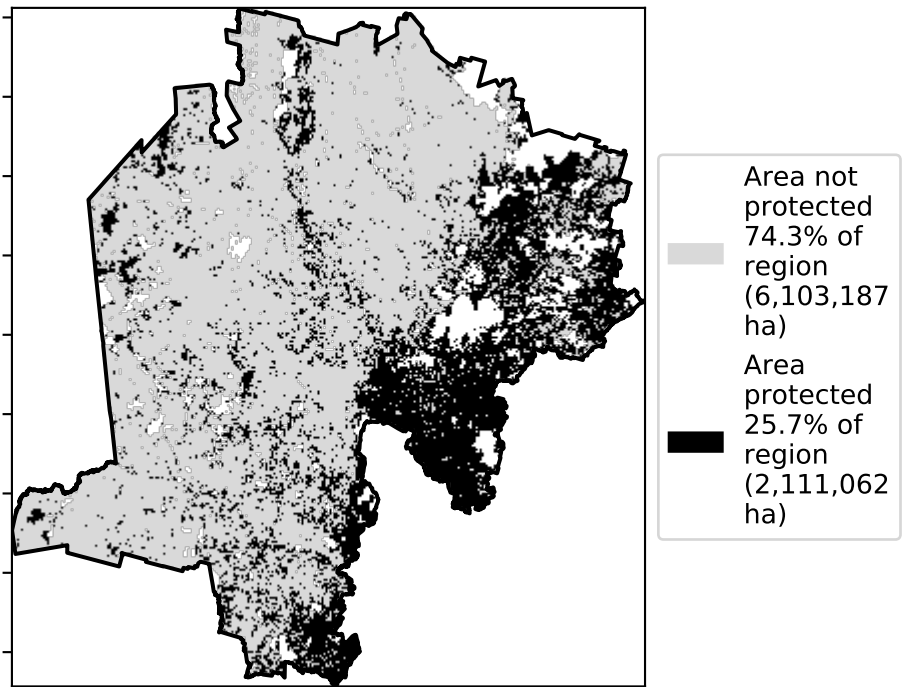 Area not
protected
74.3% of
region
(6,103,187
ha)
Area
protected
25.7% of
region
(2,111,062
ha)